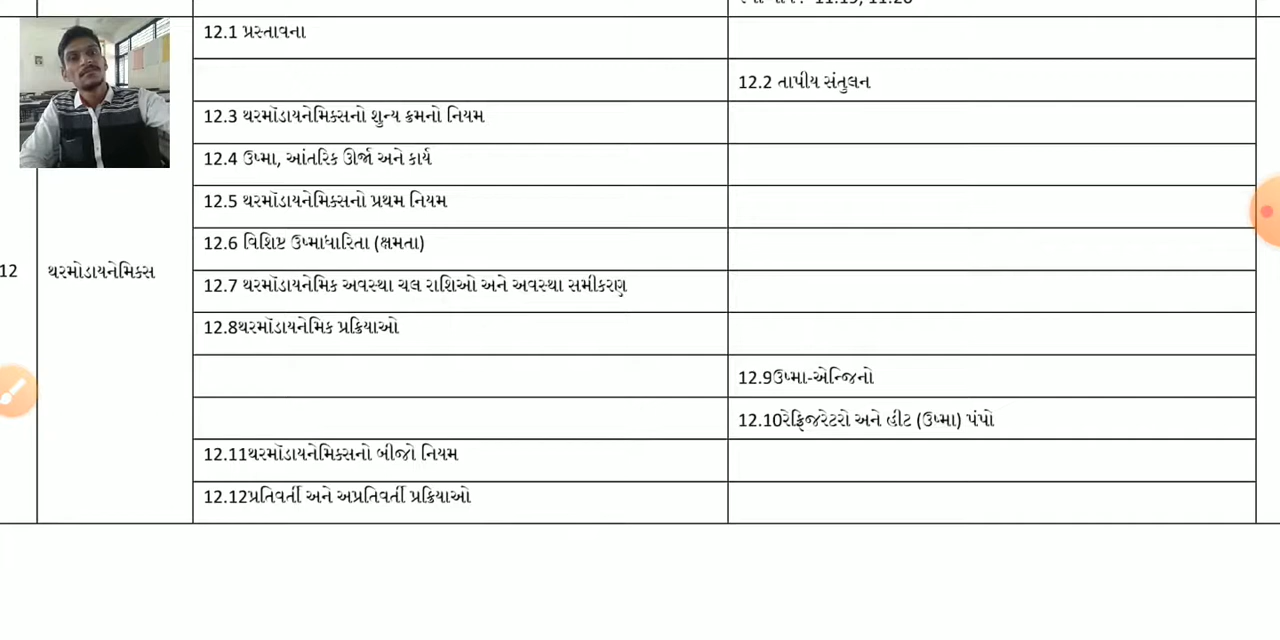 12.1 પ્રસ્તાવના
12.2 તાપીય સંતુલન
12.3 થરમૉડાયનેમિક્સનો શુન્ય ક્રમનો નિયમ
12.4 ઉષ્મા, આંતરિક ઊર્જા અને કાર્ય
12.5 થરમૉડાયનેમિક્સનો પ્રથમ નિયમ
12.6 વિશિષ્ટ ઉષ્માધારિતા (ક્ષમતા)
12 થરમોડાયનેમિક્સ
12.7 થરમૉડાયનેમિક અવસ્થા ચલ રાશિઓ અને અવસ્થા સમીકરણ
12.8થરમૉડાયનેમિક પ્રક્રિયાઓ
12.9ઉષ્મા-એન્જિનો
12.10રેફ્રિજરેટરો અને હીટ (ઉષ્મા) પંપો
12.11થરમૉડાયનેમિક્સનો બીજો નિયમ
12.12પ્રતિવર્તી અને અપ્રતિવર્તી પ્રક્રિયાઓ